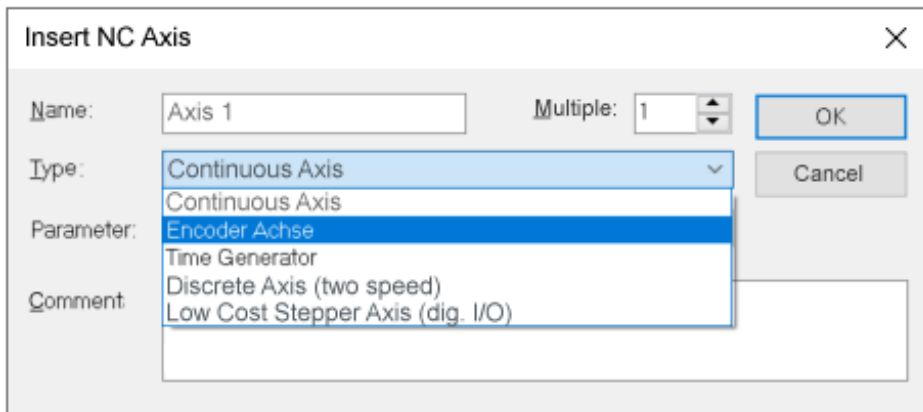 Insert NC Axis
Name: Axis 1 Multiple: 1 OK
Type: Continuous Axis Cancel
Continuous Axis
Parameter: Encoder Achse
Time Generator
Discrete Axis (two speed)
Comment
Low Cost Stepper Axis (dig. I/O)